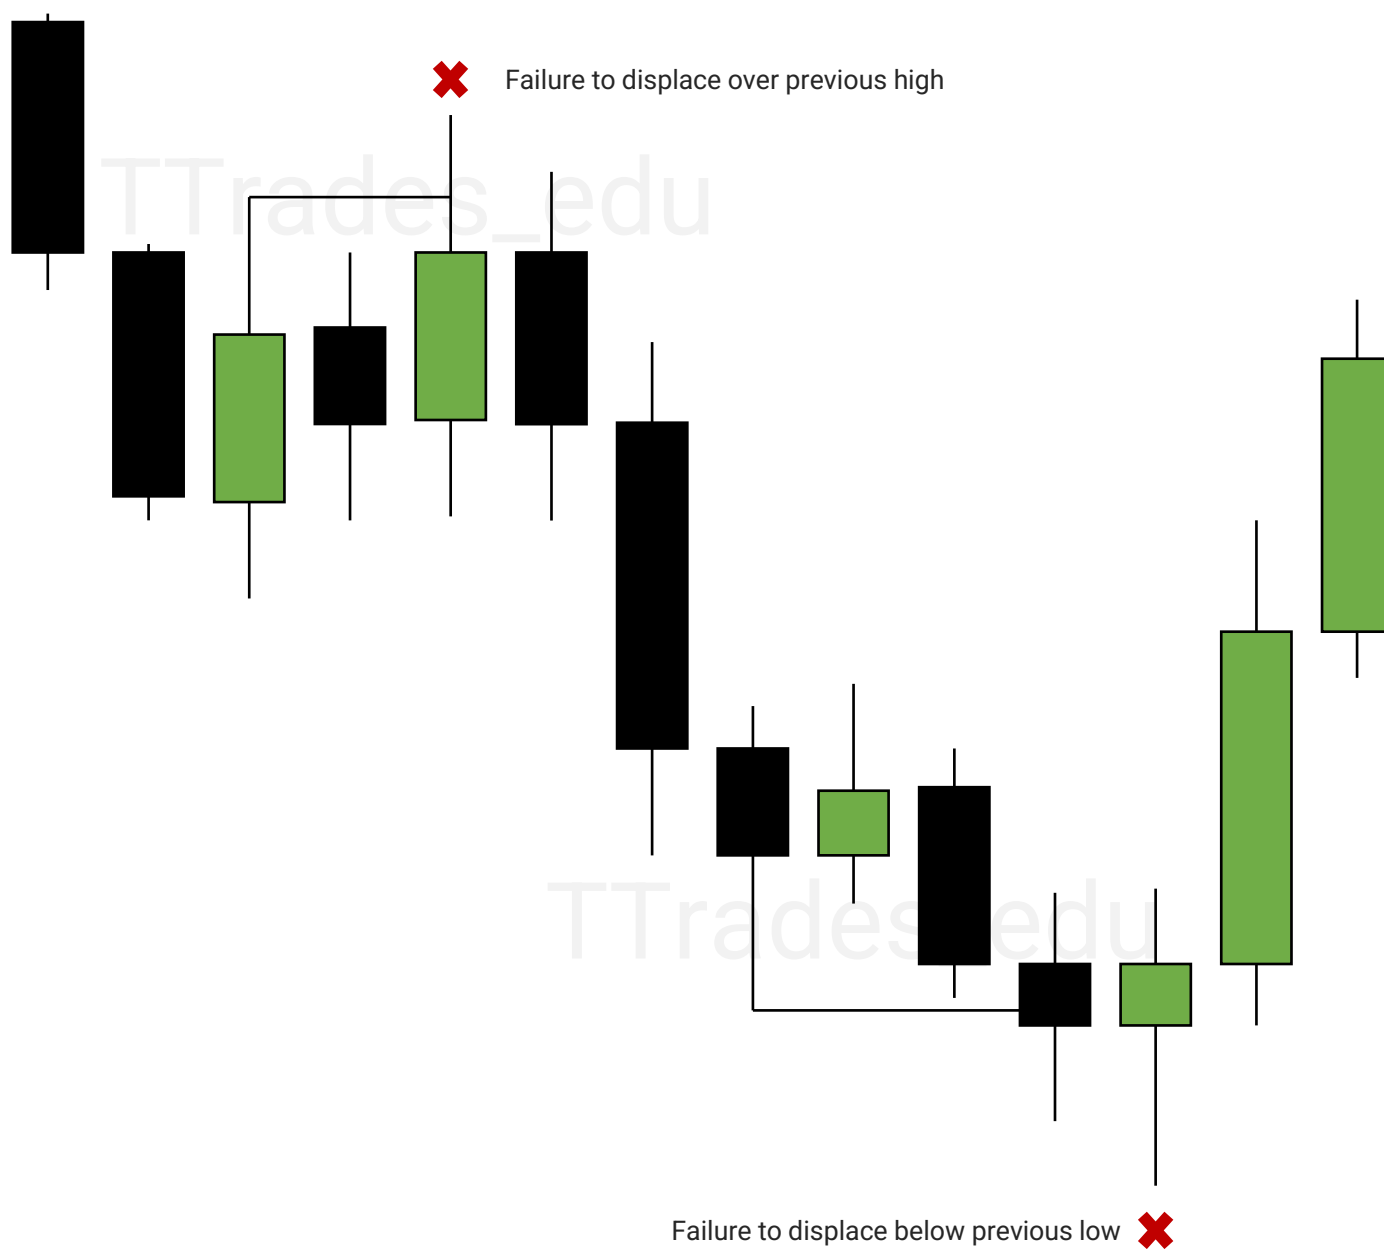 Failure to displace over previous high
TTrades_edu
TTrades_edu
Failure to displace below previous low